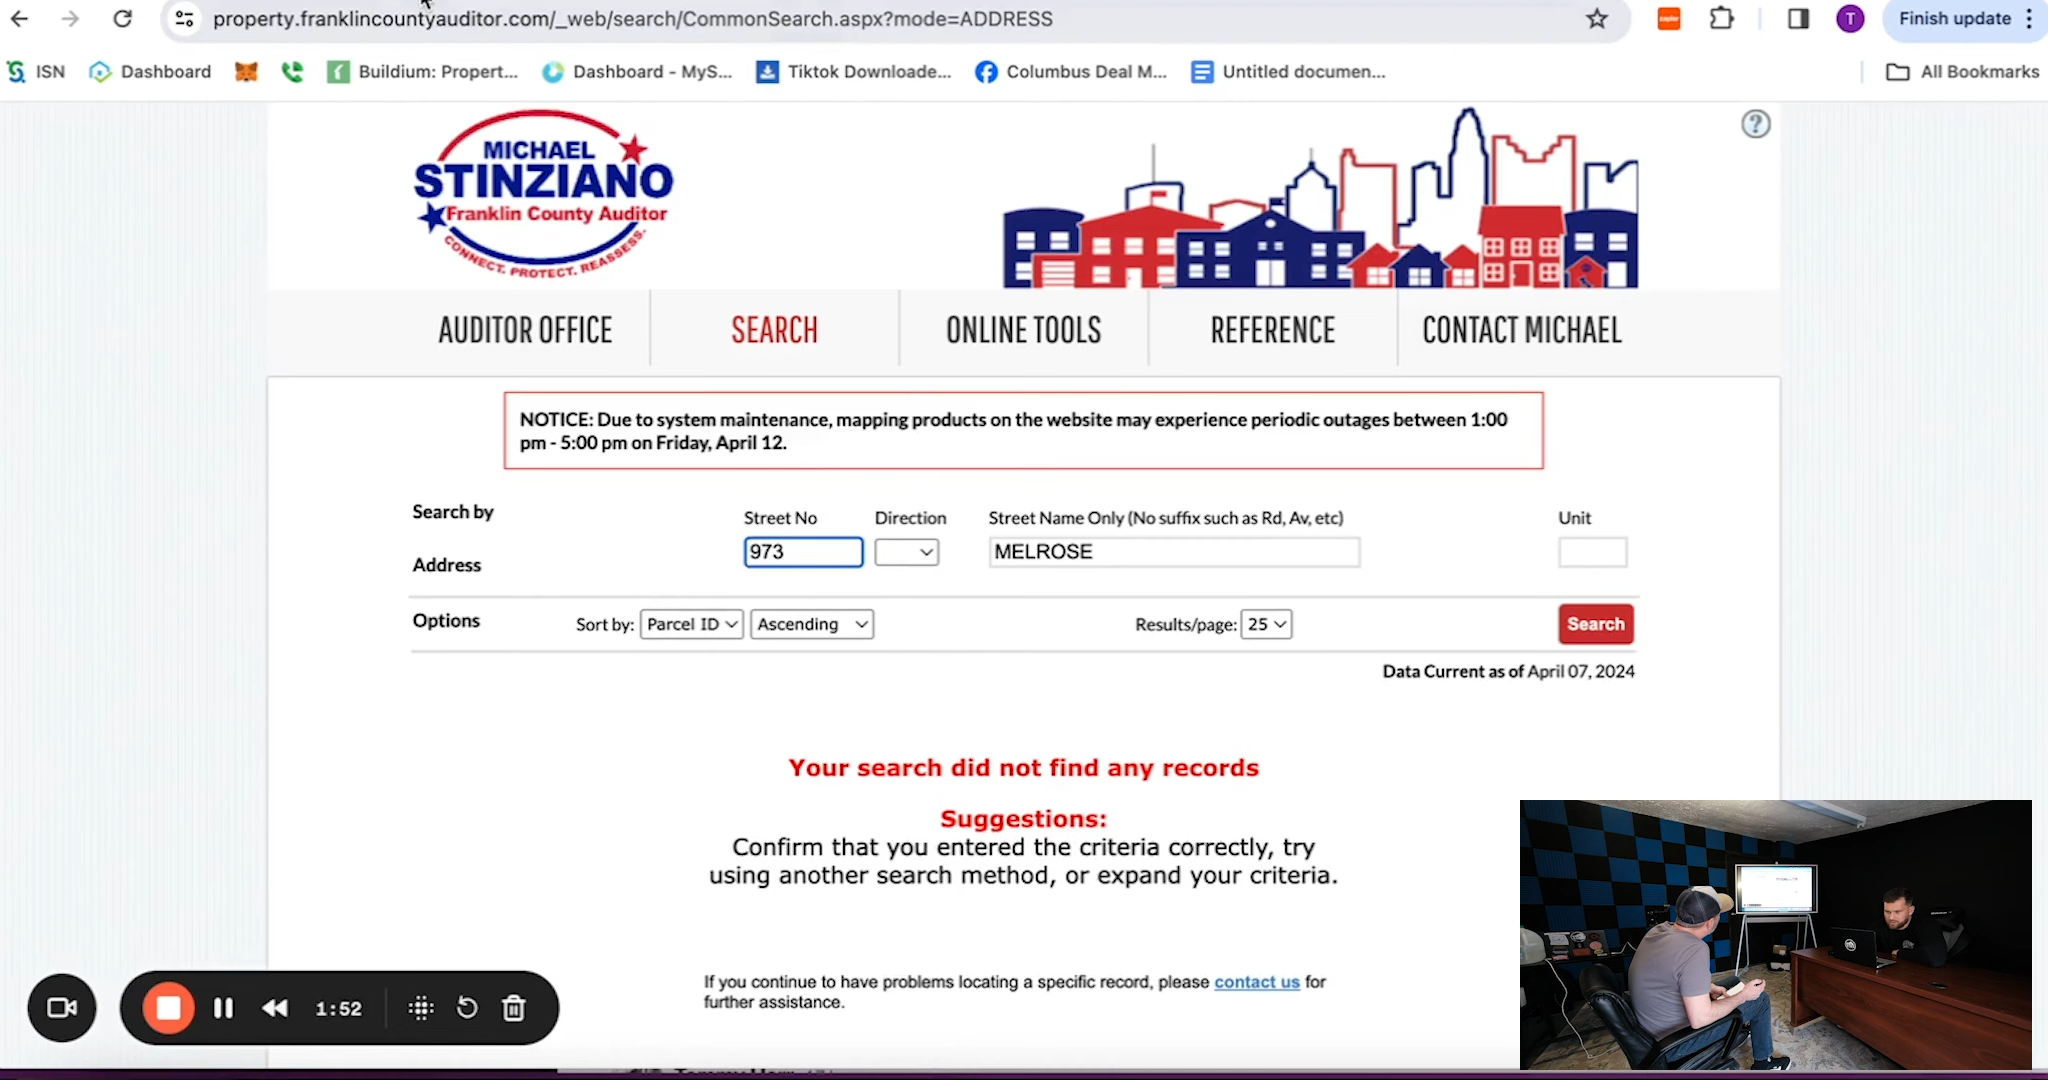 property.franklincountyauditor.com/_web/search/CommonSearch.aspx?mode=ADDRESS
T
Finish update
ISN
Dashboard
Buildium: Propert...
Dashboard - MyS...
Tiktok Downloade...
Columbus Deal M...
Untitled documen...
All Bookmarks
MICHAEL
STINZIANO
Franklin County Auditor
CONNECT. PROTECT. REASSESS.
?
AUDITOR OFFICE
SEARCH
ONLINE TOOLS
REFERENCE
CONTACT MICHAEL
NOTICE: Due to system maintenance, mapping products on the website may experience periodic outages between 1:00
pm - 5:00 pm on Friday, April 12.
Search by
Address
Street No
Direction
Street Name Only (No suffix such as Rd, Av, etc)
Unit
973
MELROSE
Options
Sort by:
Parcel ID
Ascending
Results/page:
25
Search
Data Current as of April 07, 2024
Your search did not find any records
Suggestions:
Confirm that you entered the criteria correctly, try
using another search method, or expand your criteria.
If you continue to have problems locating a specific record, please contact us for
further assistance.
1:52